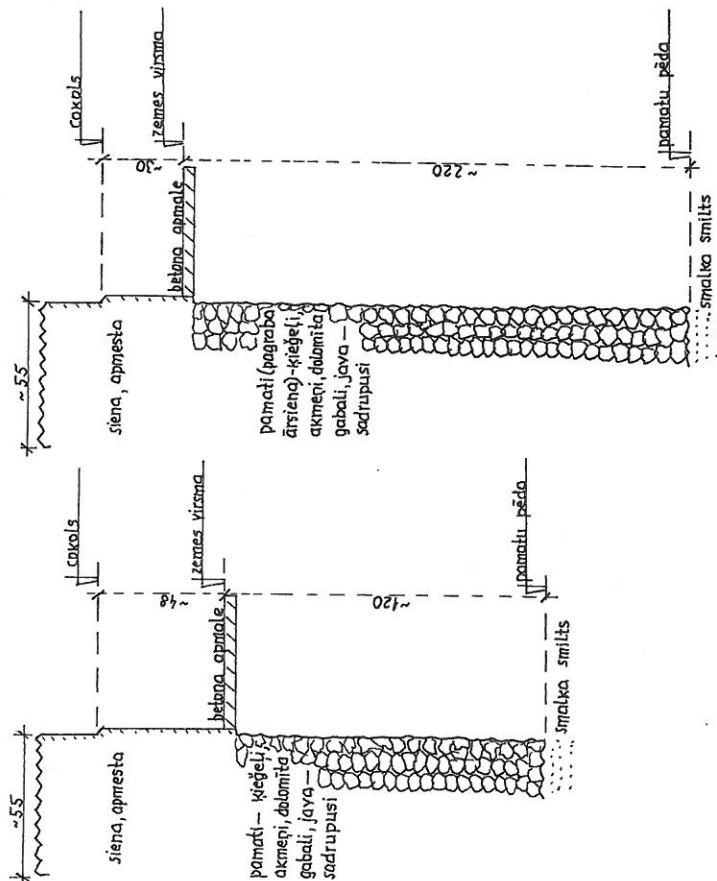 ~55
siena, apmesta
cokols
~30
zemes virsma
betona apmale
pamati (pagraba
ārsiena)-ķieģeļi,
akmeņi, dolomīta
gabali, java —
sadrupusi
~220
pamatu pēda
smalka smilts
~55
siena, apmesta
cokols
~48
zemes virsma
betona apmale
pamati — ķieģeļi,
akmeņi, dolomīta
gabali, java —
sadrupusi
~120
pamatu pēda
smalka smilts